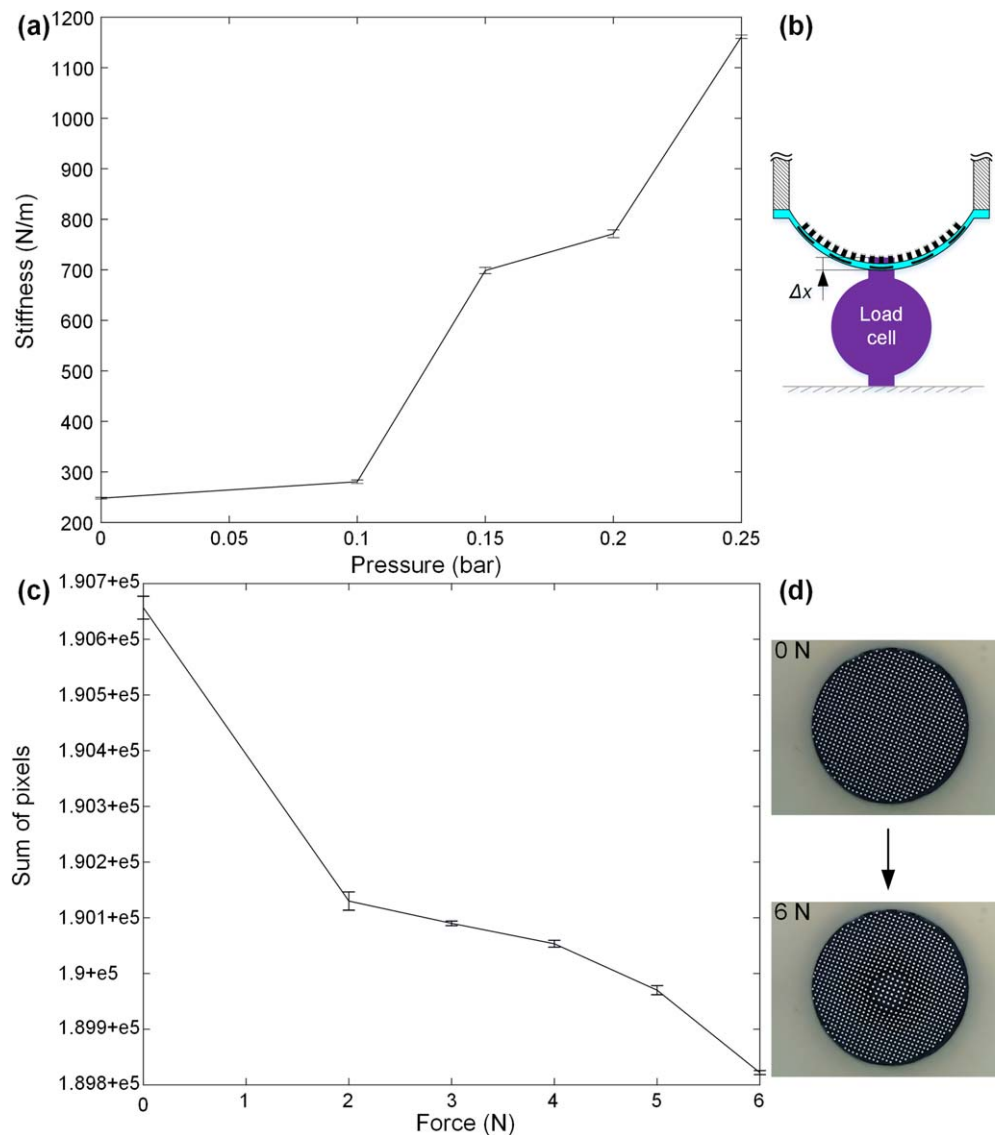 (a)
1200
1100
1000
900
800
700
600
500
400
300
200
0
0.05
0.1
0.15
0.2
0.25
Stiffness (N/m)
Pressure (bar)
(b)
Δx
Load
cell
(c)
1.907+e5
1.906+e5
1.905+e5
1.904+e5
1.903+e5
1.902+e5
1.901+e5
1.9+e5
1.899+e5
1.898+e5
0
1
2
3
4
5
6
Sum of pixels
Force (N)
(d)
0 N
6 N